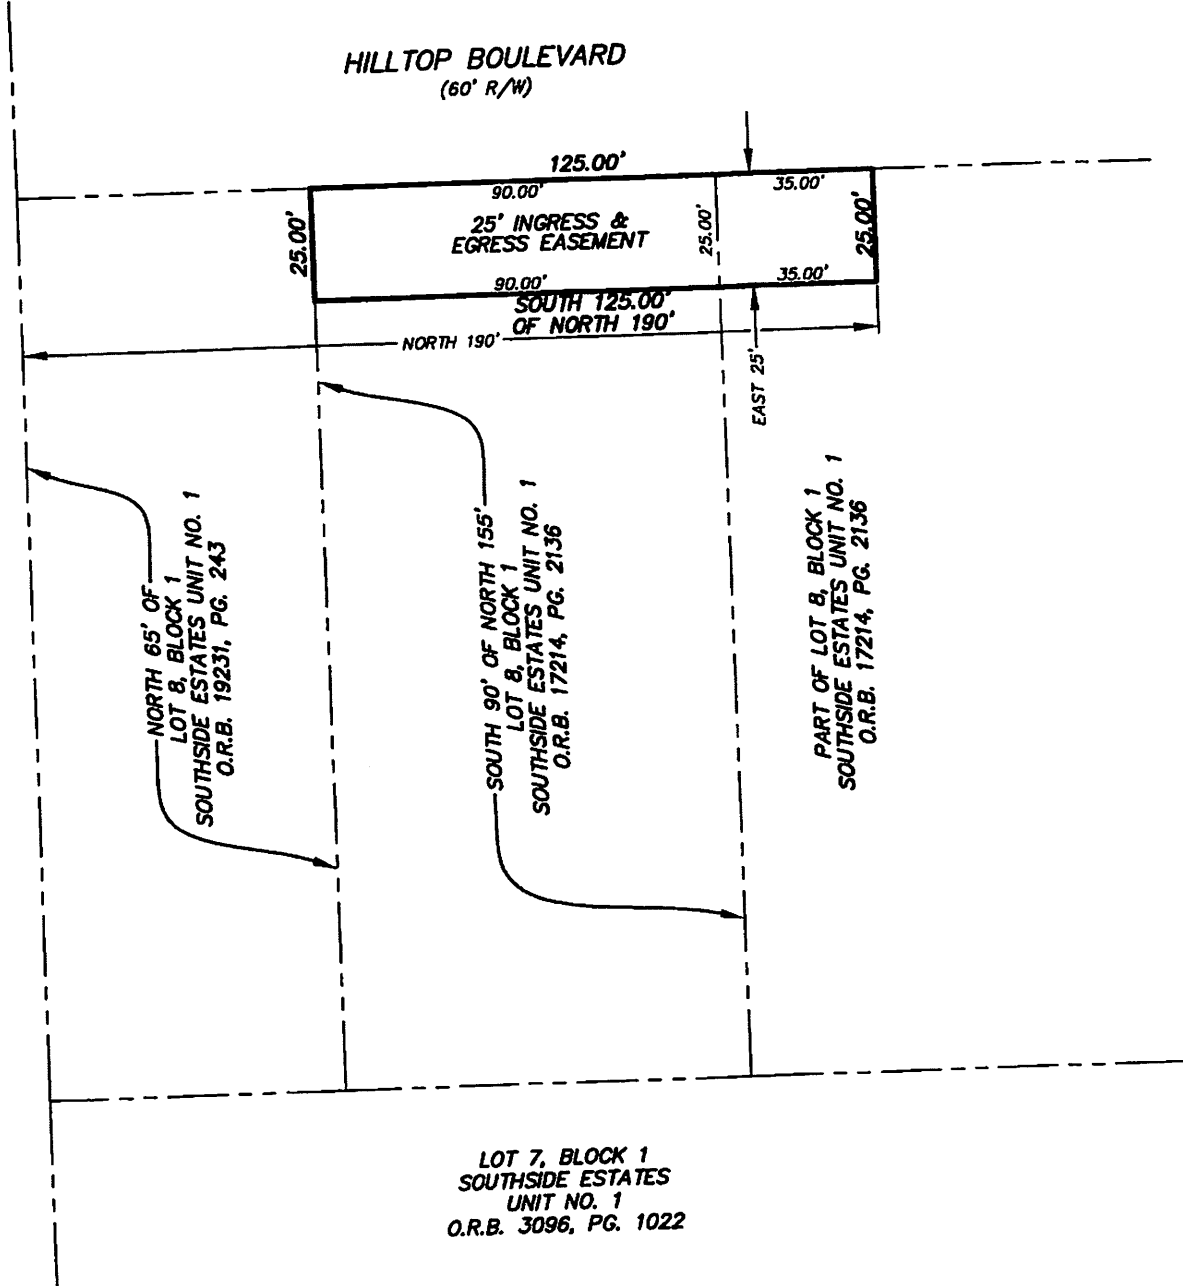 HILLTOP BOULEVARD
(60' R/W)
125.00'
90.00'
35.00'
25.00'
25' INGRESS &
EGRESS EASEMENT
25.00'
25.00'
90.00'
35.00'
SOUTH 125.00'
OF NORTH 190'
NORTH 190'
EAST 25'
NORTH 65' OF
LOT 8, BLOCK 1
SOUTHSIDE ESTATES UNIT NO. 1
O.R.B. 19231, PG. 243
SOUTH 90' OF NORTH 155'
LOT 8, BLOCK 1
SOUTHSIDE ESTATES UNIT NO. 1
O.R.B. 17214, PG. 2136
PART OF LOT 8, BLOCK 1
SOUTHSIDE ESTATES UNIT NO. 1
O.R.B. 17214, PG. 2136
LOT 7, BLOCK 1
SOUTHSIDE ESTATES
UNIT NO. 1
O.R.B. 3096, PG. 1022